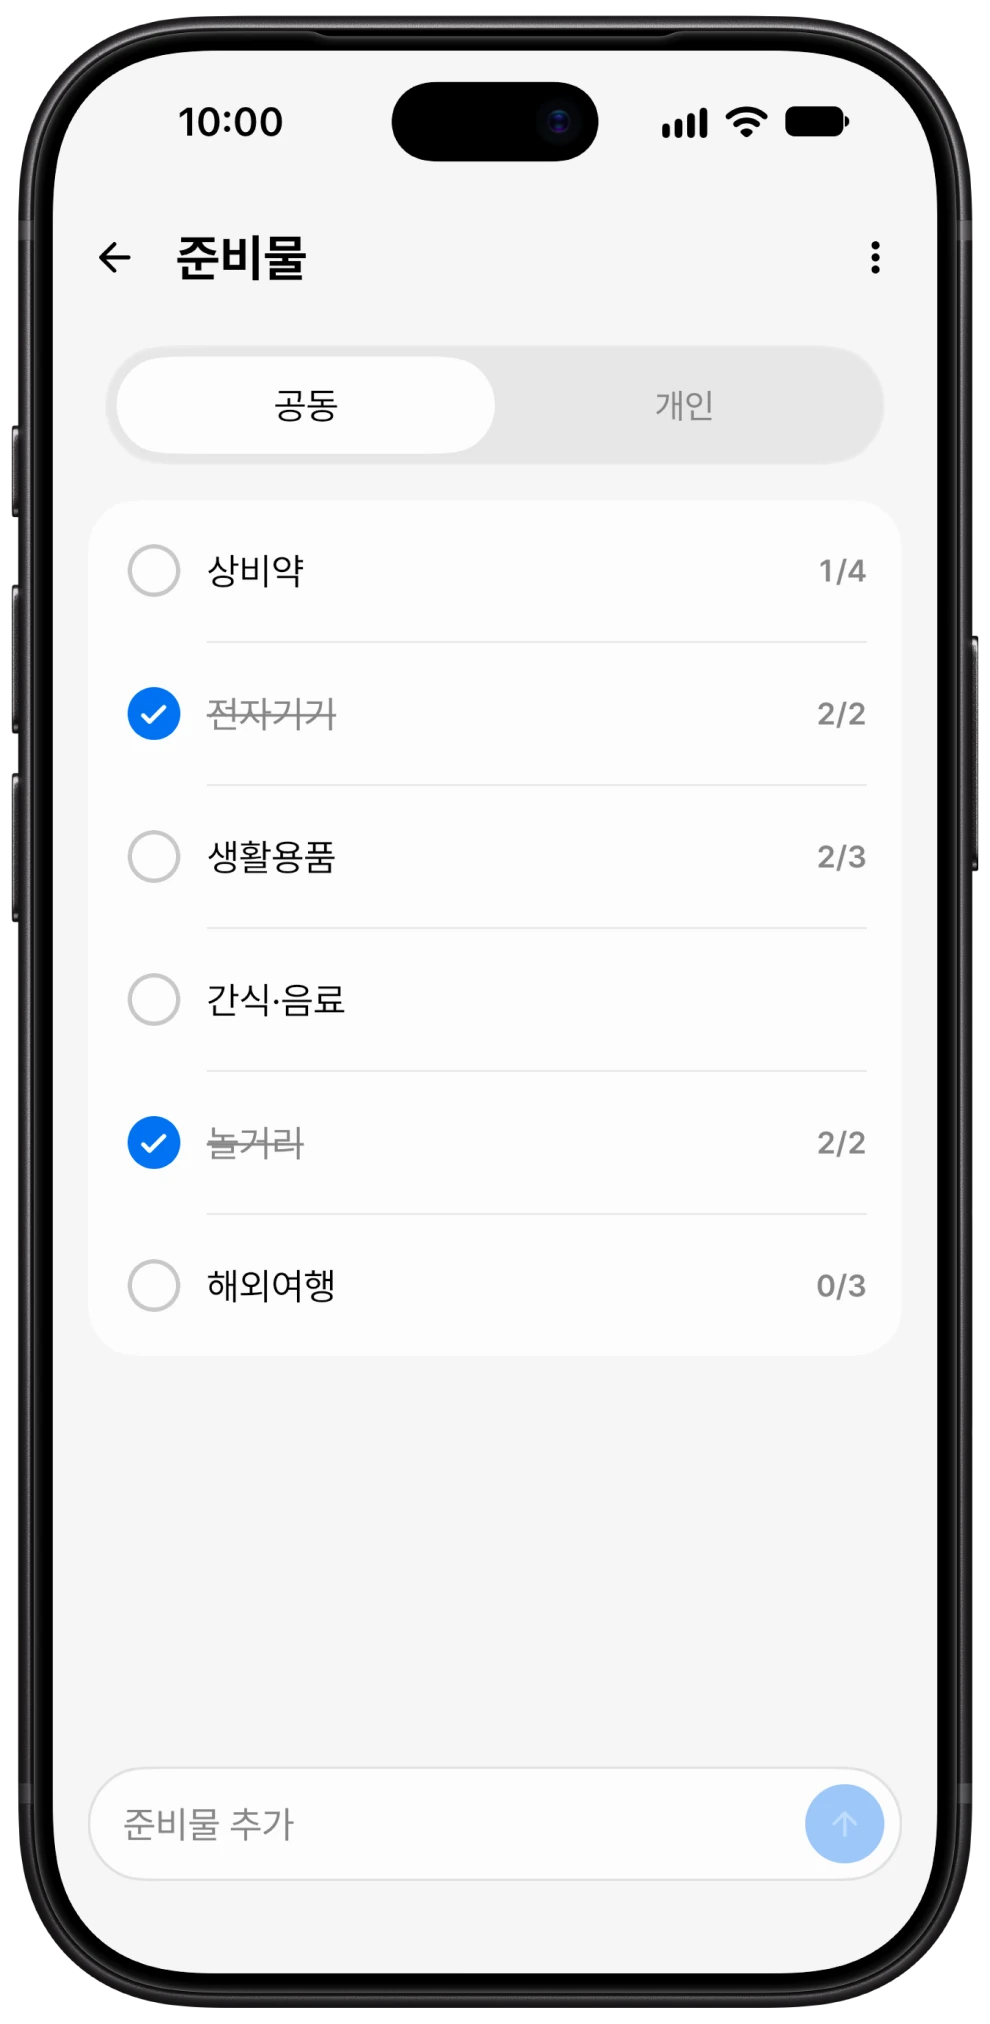 10:00
준비물
공동 개인
상비약 1/4
전자기기 2/2
생활용품 2/3
간식·음료
놀거리 2/2
해외여행 0/3
준비물 추가